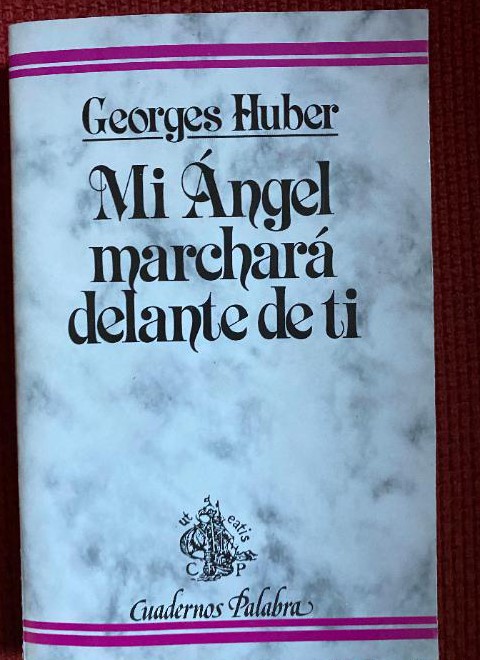 Georges Huber
Mi Ángel
marchará
delante de ti
ut
eatis
C P
Cuadernos Palabra